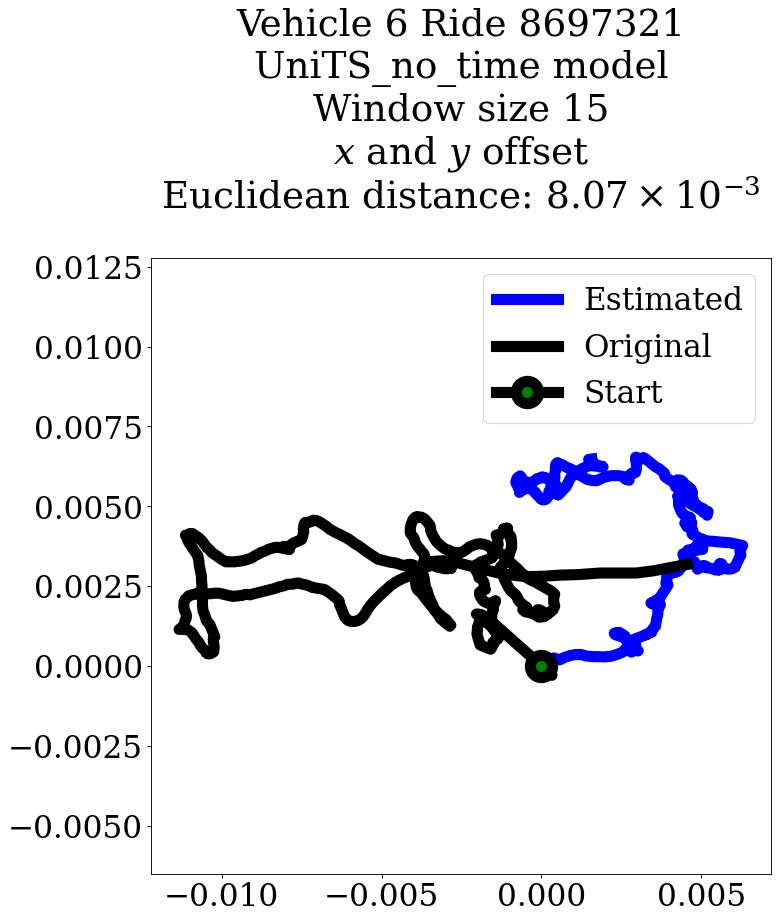 Vehicle 6 Ride 8697321
UniTS_no_time model
Window size 15
x and y offset
Euclidean distance: 8.07 × 10⁻³
Estimated
Original
Start
0.0125
0.0100
0.0075
0.0050
0.0025
0.0000
−0.0025
−0.0050
−0.010 −0.005 0.000 0.005